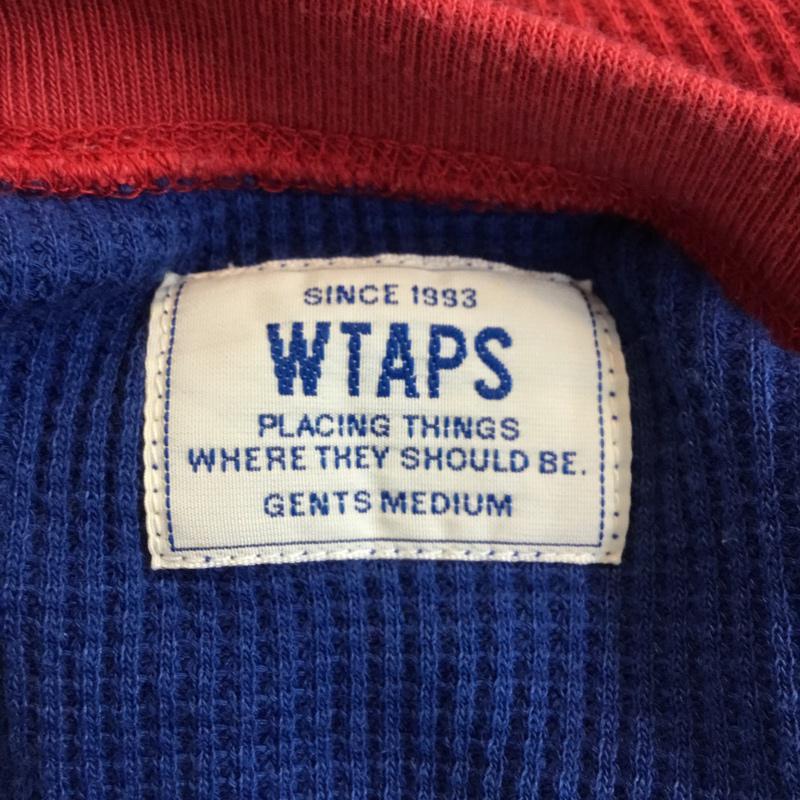 SINCE 1993
WTAPS
PLACING THINGS
WHERE THEY SHOULD BE.
GENTS MEDIUM